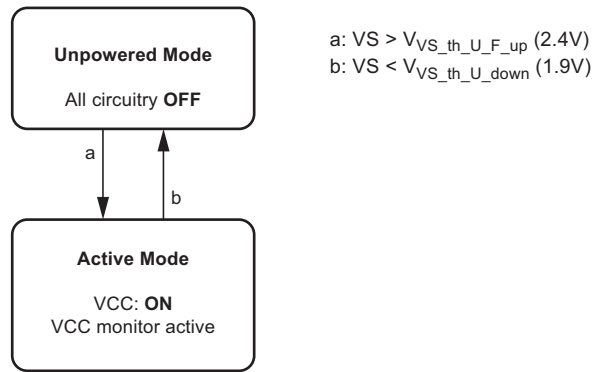 Unpowered Mode
All circuitry OFF
a: VS > VVS_th_U_F_up (2.4V)
b: VS < VVS_th_U_down (1.9V)
a
b
Active Mode
VCC: ON
VCC monitor active